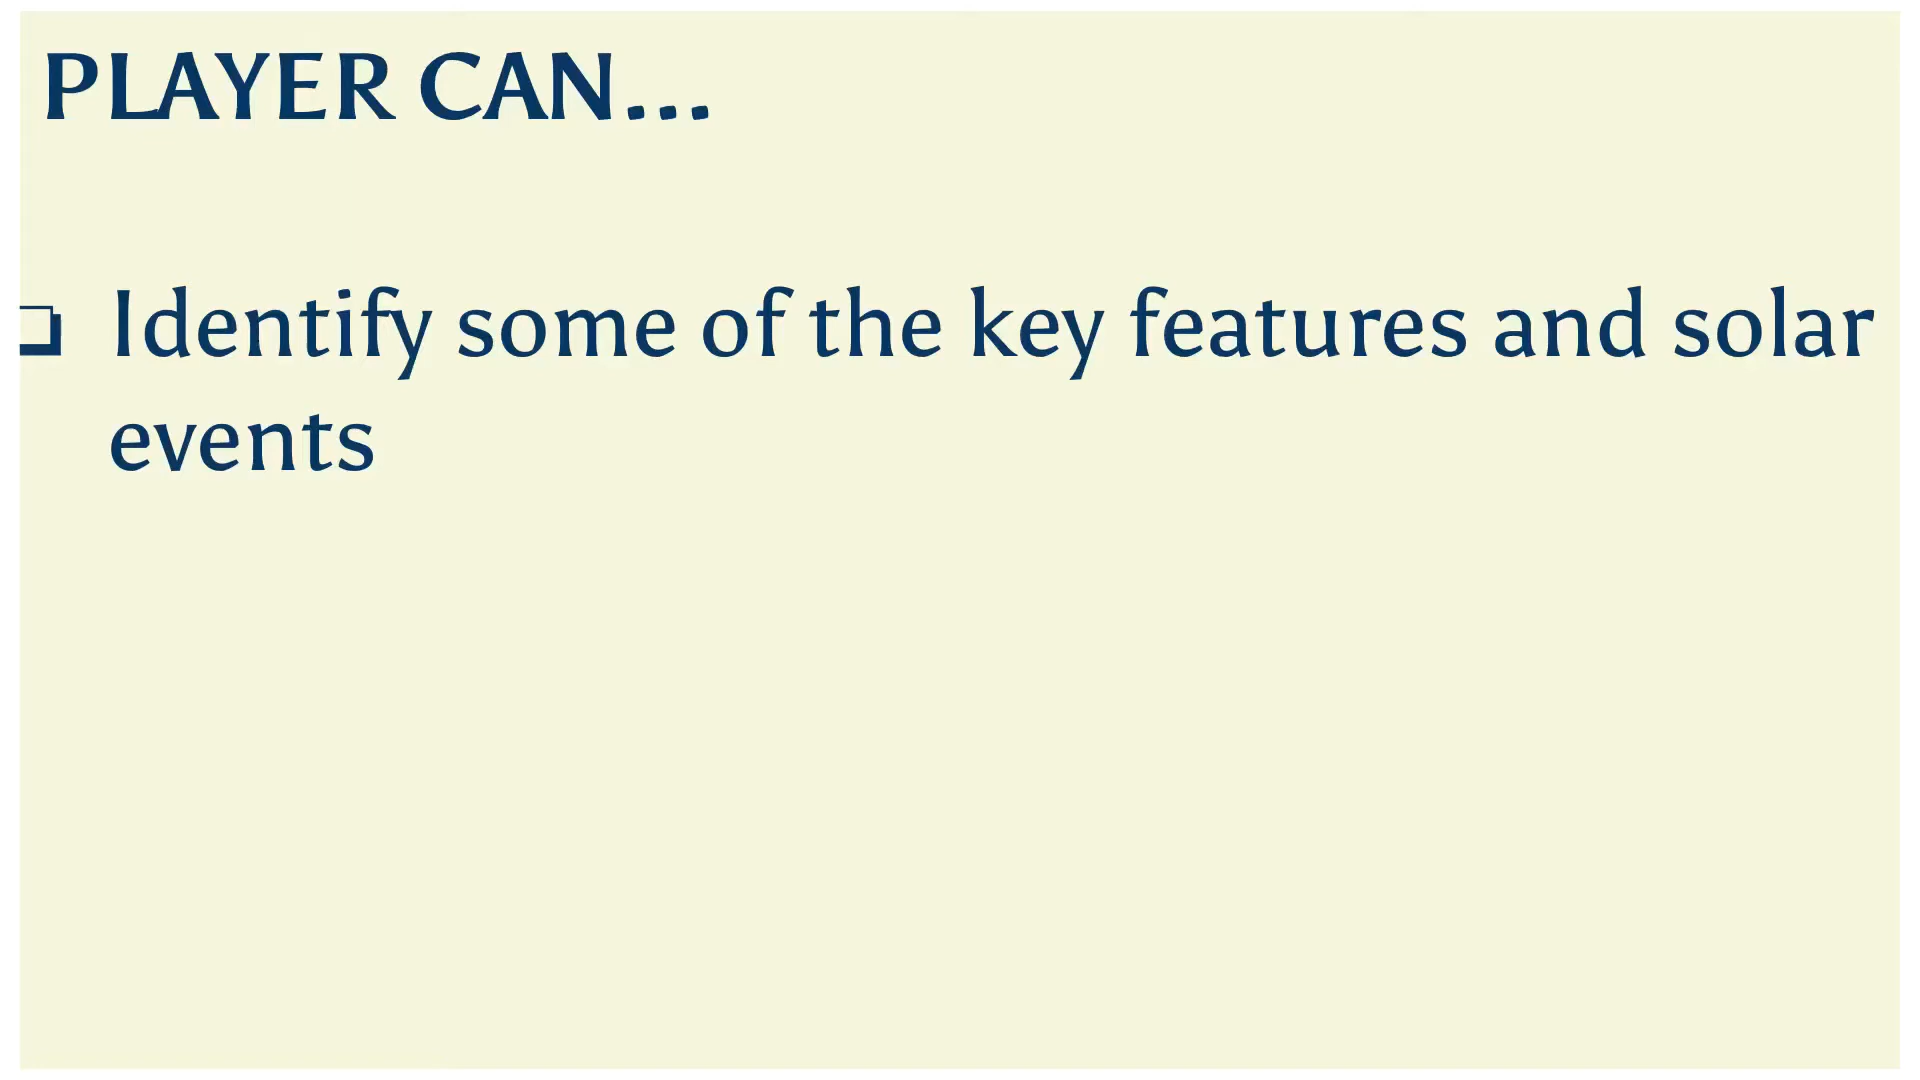 PLAYER CAN...
❑ Identify some of the key features and solar
events